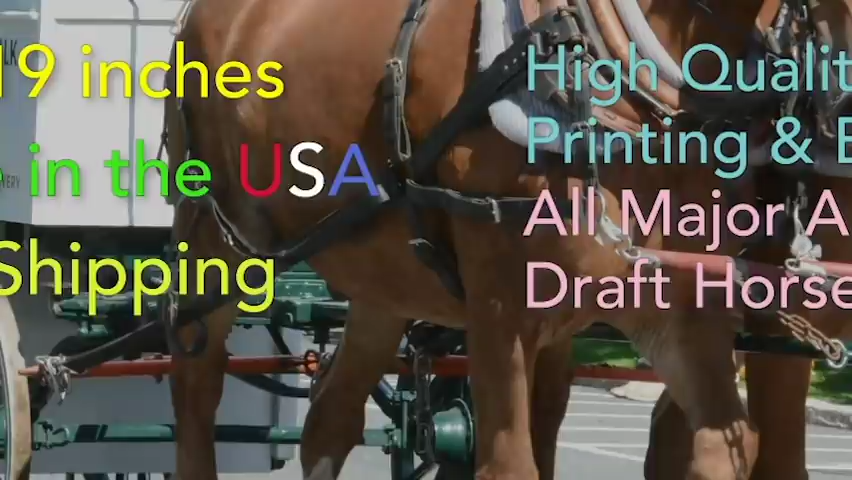 19 inches
in the USA
Shipping
High Qualit
Printing & B
All Major A
Draft Horse